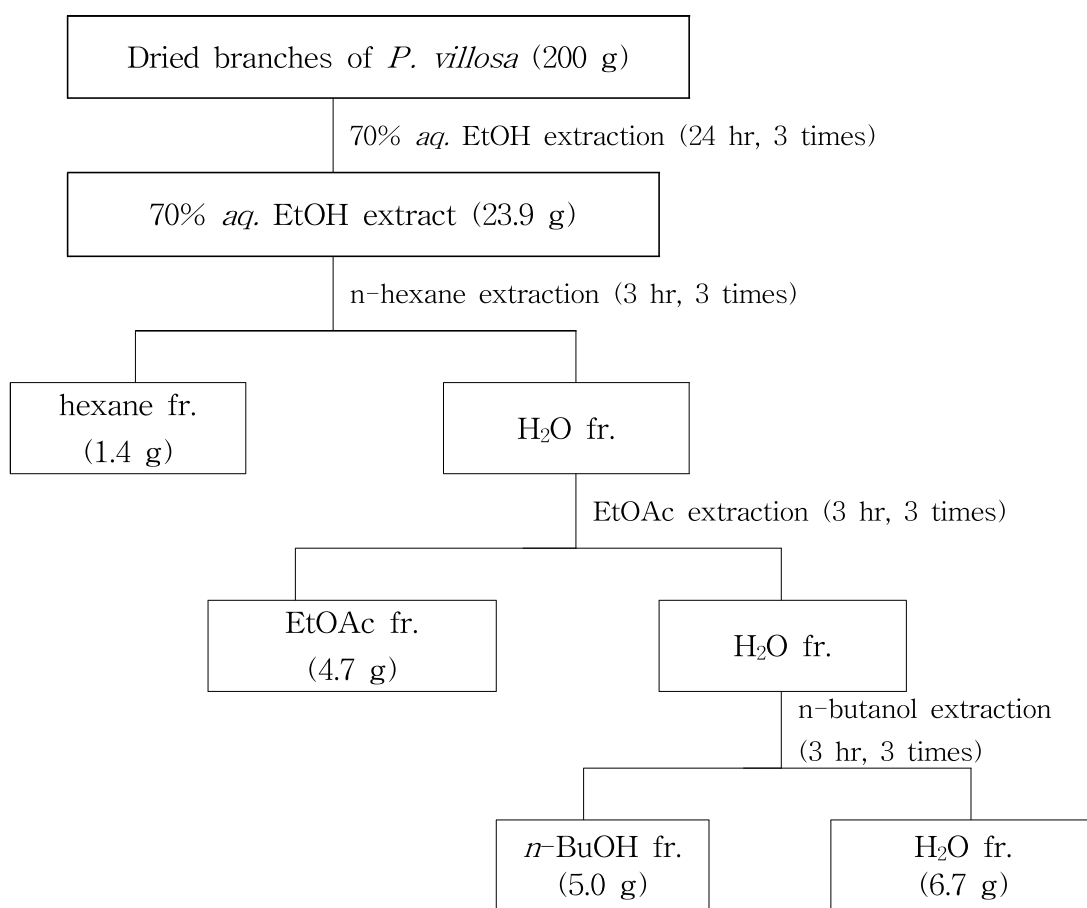 Dried branches of P. villosa (200 g)
70% aq. EtOH extraction (24 hr, 3 times)
70% aq. EtOH extract (23.9 g)
n-hexane extraction (3 hr, 3 times)
hexane fr.
(1.4 g)
H₂O fr.
EtOAc extraction (3 hr, 3 times)
EtOAc fr.
(4.7 g)
H₂O fr.
n-butanol extraction
(3 hr, 3 times)
n-BuOH fr.
(5.0 g)
H₂O fr.
(6.7 g)